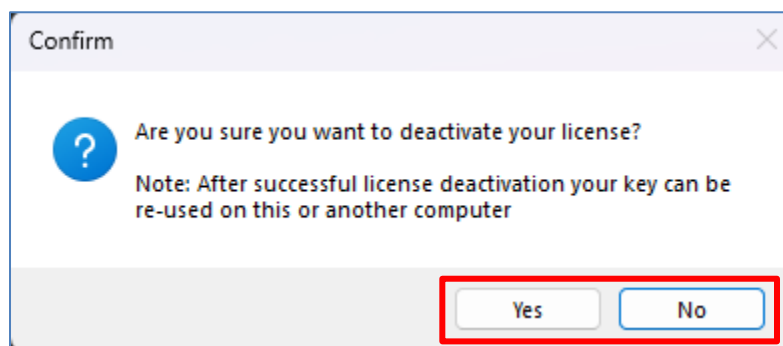 Confirm
Are you sure you want to deactivate your license?
Note: After successful license deactivation your key can be
re-used on this or another computer
Yes No